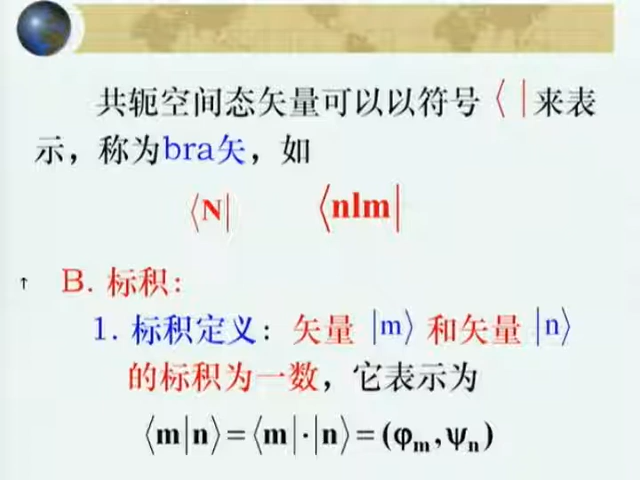 共轭空间态矢量可以以符号〈 |来表
示，称为bra矢，如
⟨N| ⟨nlm|
B. 标积：
1. 标积定义：矢量 |m⟩ 和矢量 |n⟩
的标积为一数，它表示为
⟨m|n⟩=⟨m|·|n⟩=(φₘ,ψₙ)